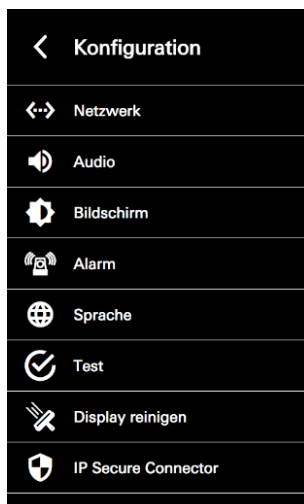 Konfiguration
Netzwerk
Audio
Bildschirm
Alarm
Sprache
Test
Display reinigen
IP Secure Connector